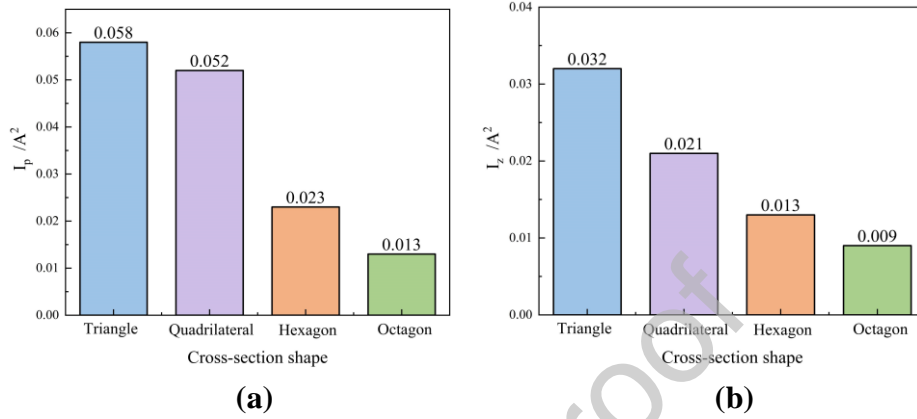 0.06
0.05
0.04
0.03
0.02
0.01
0.00
I_p /A^2
0.058
0.052
0.023
0.013
Triangle Quadrilateral Hexagon Octagon
Cross-section shape
(a)
0.04
0.03
0.02
0.01
0.00
I_z /A^2
0.032
0.021
0.013
0.009
Triangle Quadrilateral Hexagon Octagon
Cross-section shape
(b)
roof